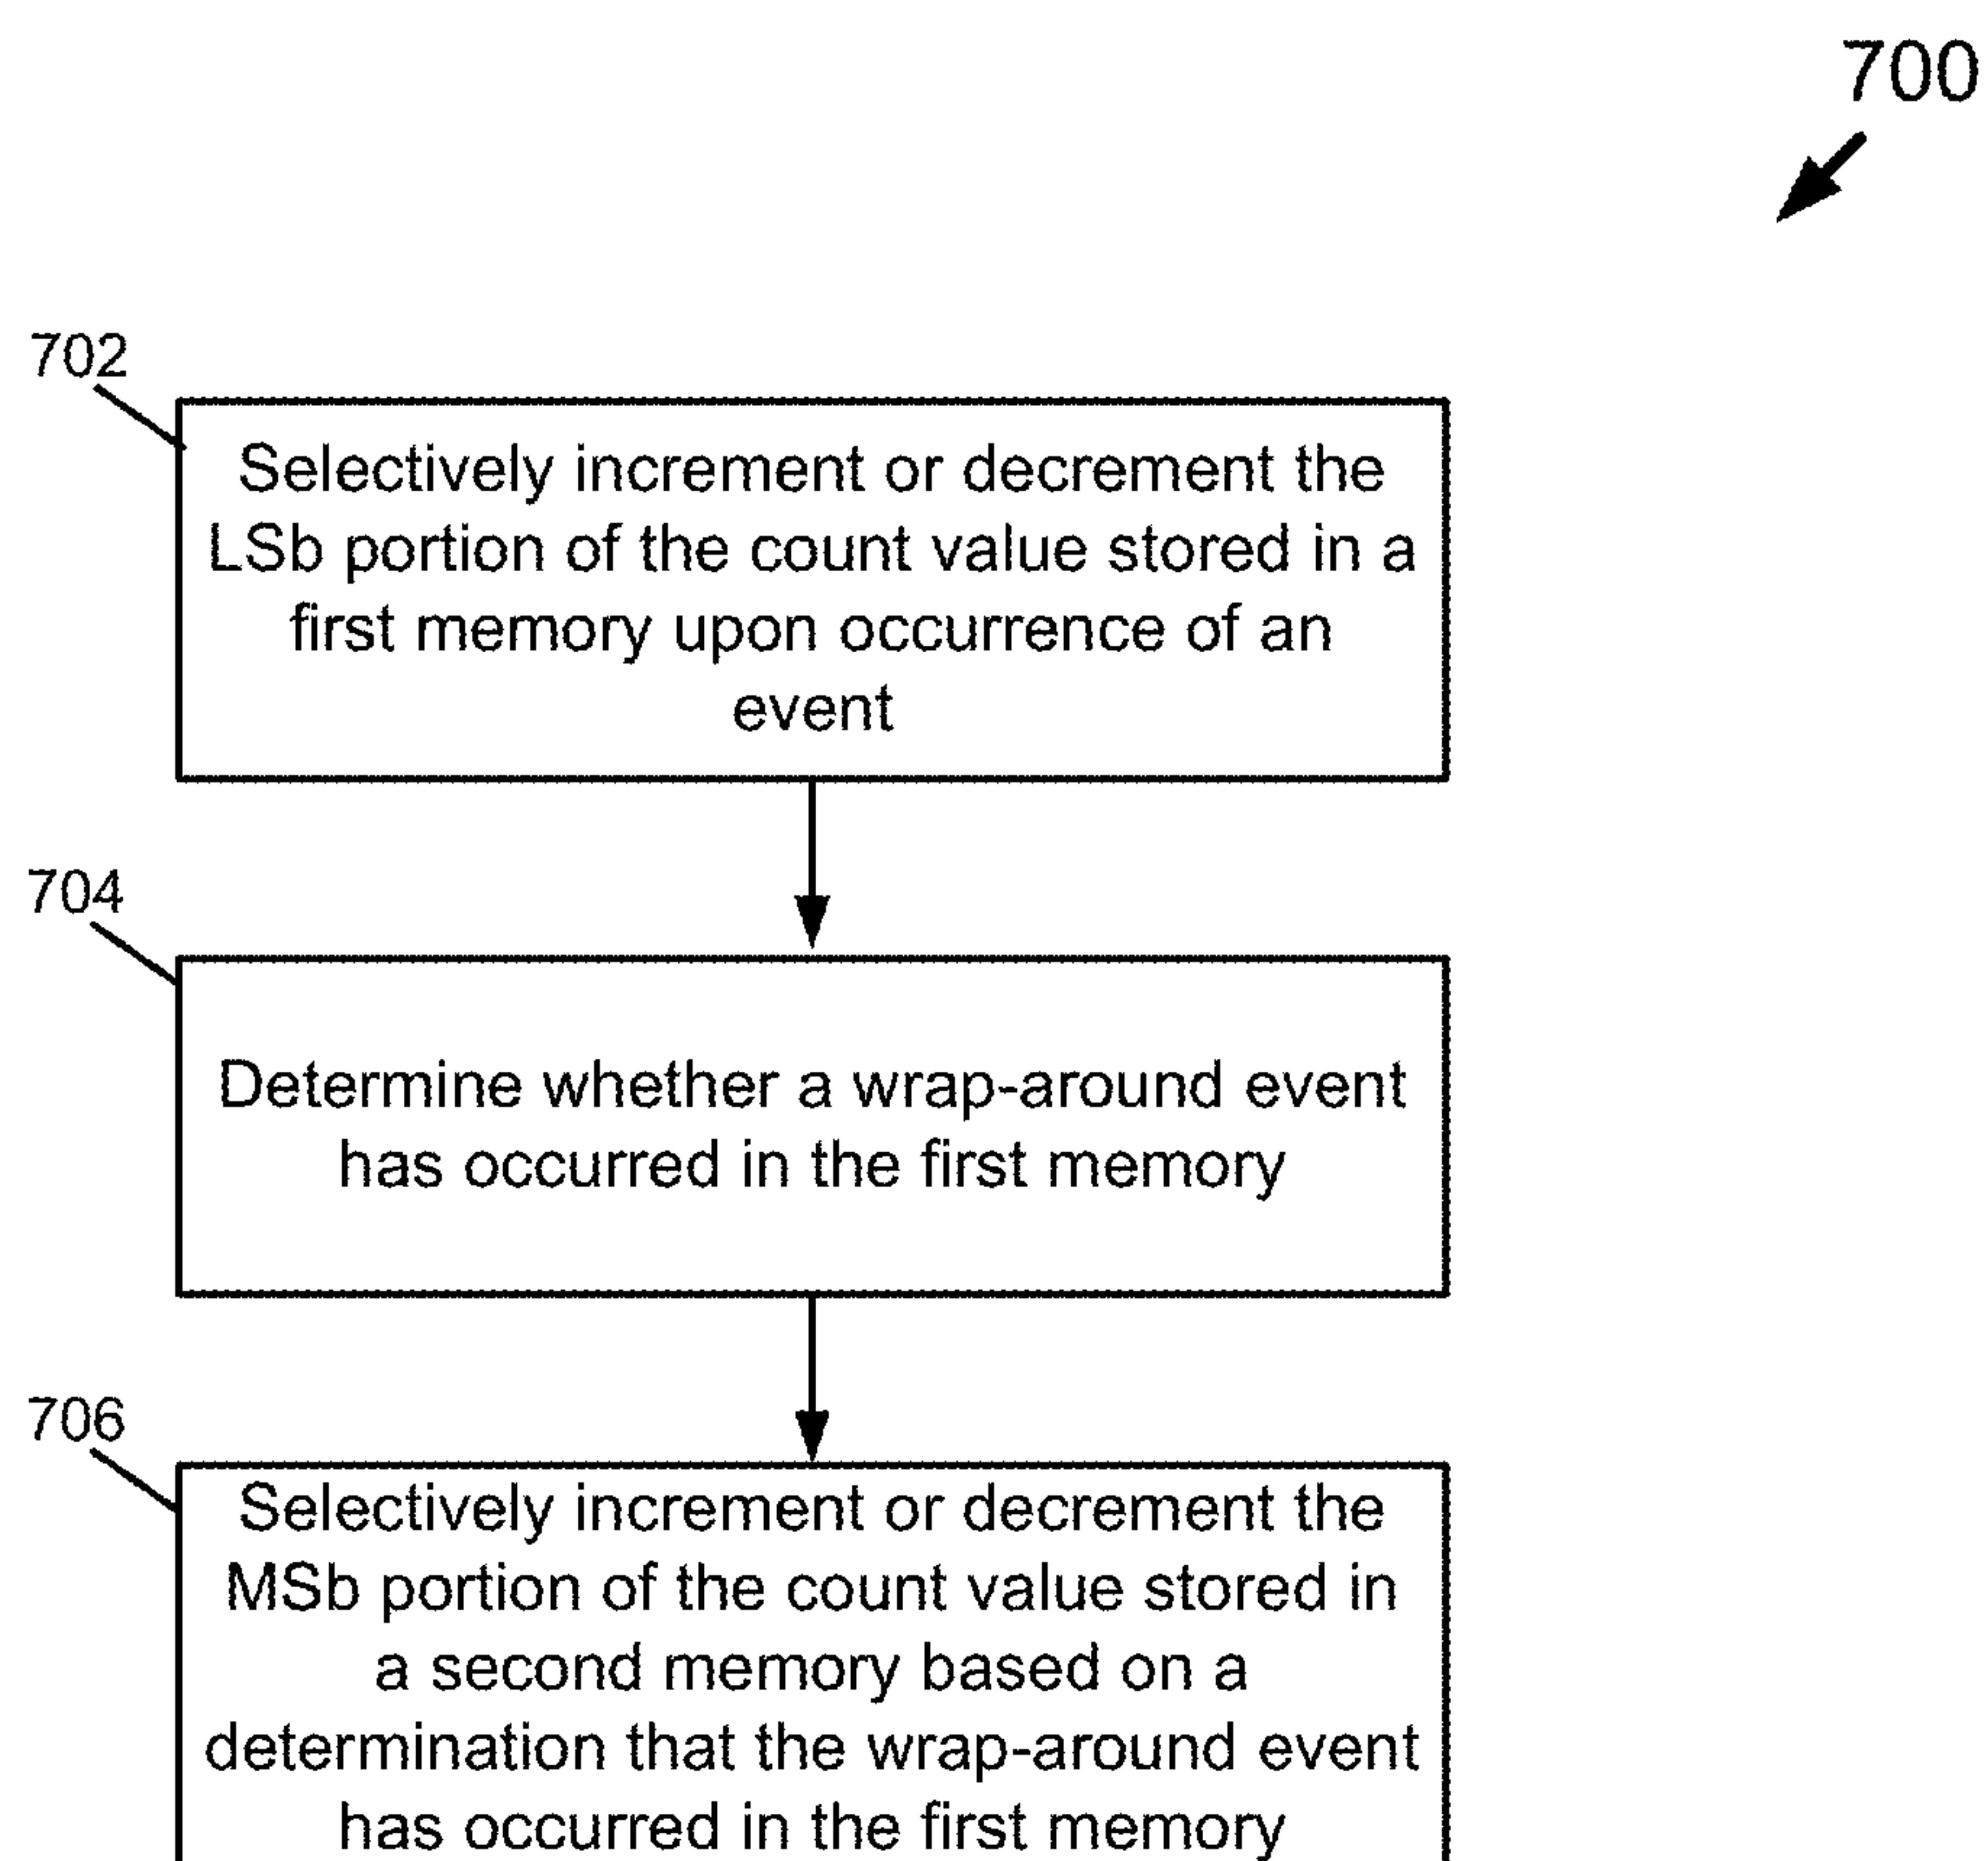 700
702
Selectively increment or decrement the
LSb portion of the count value stored in a
first memory upon occurrence of an
event
704
Determine whether a wrap-around event
has occurred in the first memory
706
Selectively increment or decrement the
MSb portion of the count value stored in
a second memory based on a
determination that the wrap-around event
has occurred in the first memory